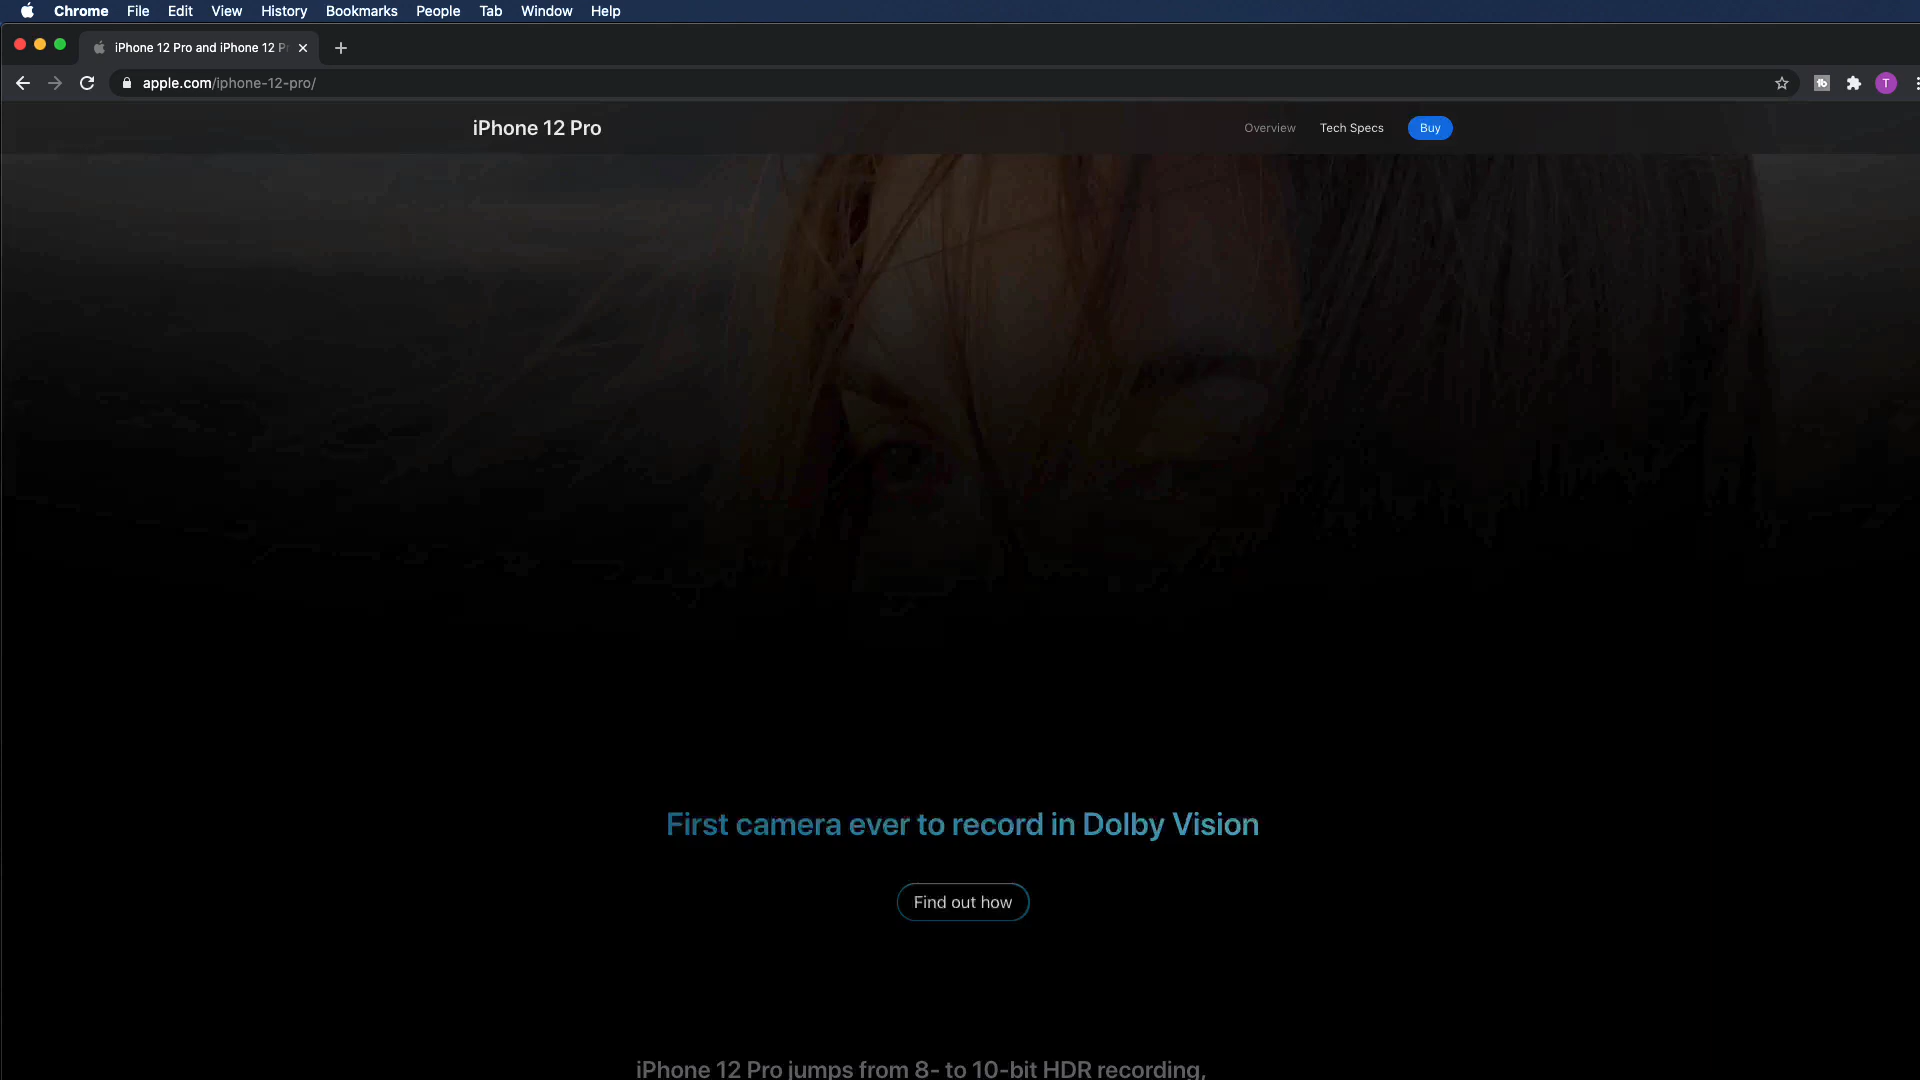 Chrome File Edit View History Bookmarks People Tab Window Help
iPhone 12 Pro and iPhone 12 P
apple.com/iphone-12-pro/
T
iPhone 12 Pro
Overview Tech Specs Buy
First camera ever to record in Dolby Vision
Find out how
iPhone 12 Pro jumps from 8- to 10-bit HDR recording,